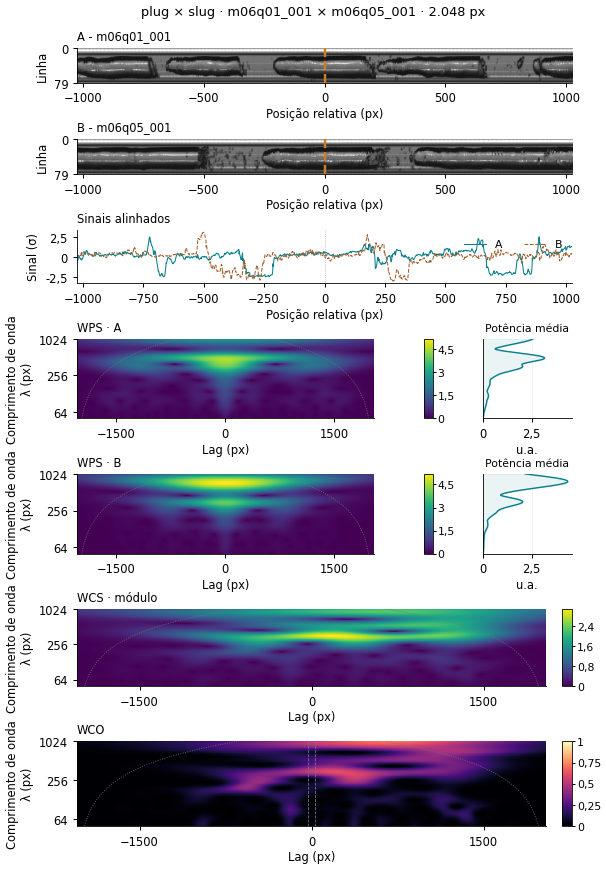 plug × slug · m06q01_001 × m06q05_001 · 2.048 px
A - m06q01_001
0
79
Linha
−1000 −500 0 500 1000
Posição relativa (px)
B - m06q05_001
0
79
Linha
−1000 −500 0 500 1000
Posição relativa (px)
Sinais alinhados
2,5
0
−2,5
Sinal (σ)
A B
−1000 −750 −500 −250 0 250 500 750 1000
Posição relativa (px)
WPS · A
Potência média
1024
256
64
Comprimento de onda
λ (px)
4,5
3
1,5
0
−1500 0 1500
0 2,5
Lag (px)
u.a.
WPS · B
Potência média
1024
256
64
Comprimento de onda
λ (px)
4,5
3
1,5
0
−1500 0 1500
0 2,5
Lag (px)
u.a.
WCS · módulo
1024
256
64
Comprimento de onda
λ (px)
2,4
1,6
0,8
0
−1500 0 1500
Lag (px)
WCO
1024
256
64
Comprimento de onda
λ (px)
1
0,75
0,5
0,25
0
−1500 0 1500
Lag (px)